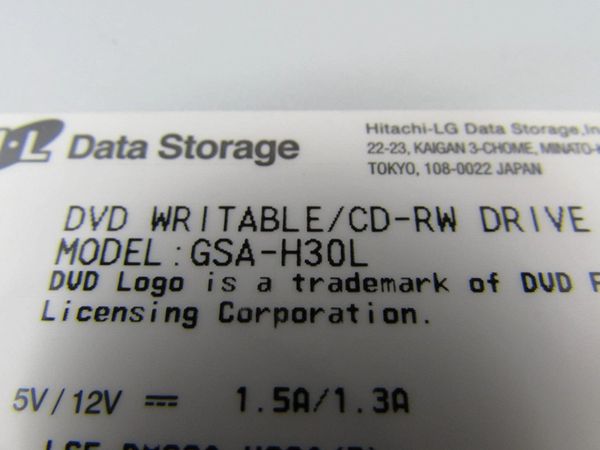 L Data Storage
Hitachi-LG Data Storage,In
22-23, KAIGAN 3-CHOME, MINATO-K
TOKYO, 108-0022 JAPAN
DVD WRITABLE/CD-RW DRIVE
MODEL : GSA-H30L
DVD Logo is a trademark of DVD F
Licensing Corporation.
5V / 12V ⎓ 1.5A/1.3A